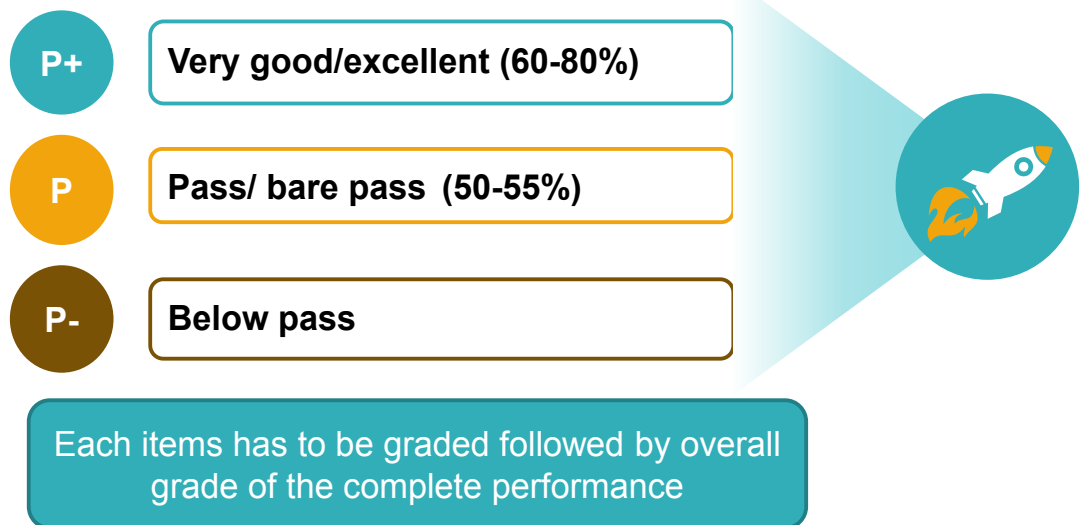 P+
Very good/excellent (60-80%)
P
Pass/ bare pass (50-55%)
P-
Below pass
Each items has to be graded followed by overall
grade of the complete performance